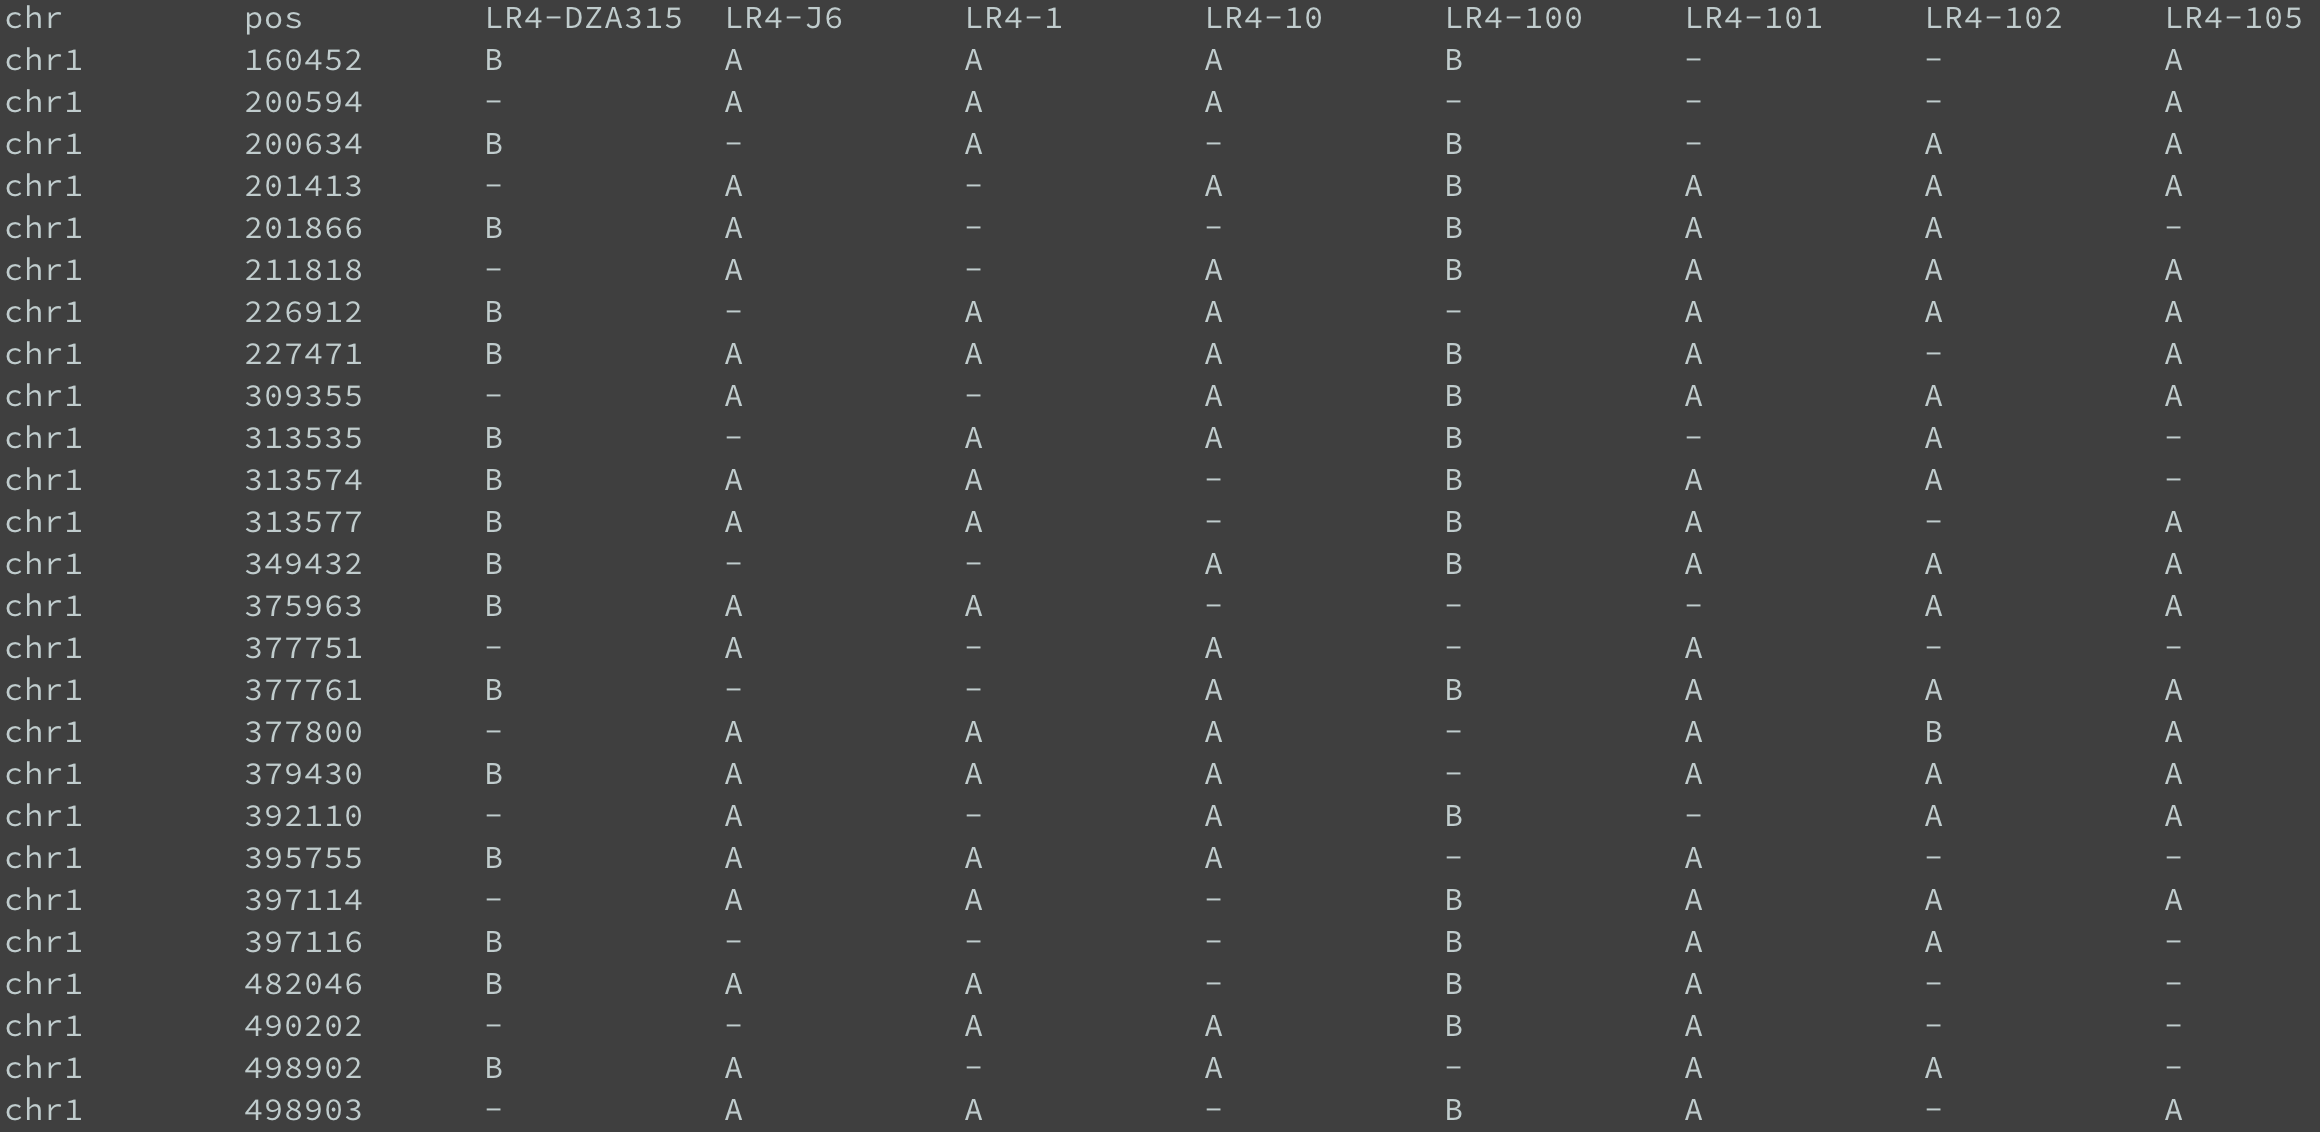 chr pos LR4-DZA315 LR4-J6 LR4-1 LR4-10 LR4-100 LR4-101 LR4-102 LR4-105
chr1 160452 B A A A B - - A
chr1 200594 - A A A - - - A
chr1 200634 B - A - B - A A
chr1 201413 - A - A B A A A
chr1 201866 B A - - B A A -
chr1 211818 - A - A B A A A
chr1 226912 B - A A - A A A
chr1 227471 B A A A B A - A
chr1 309355 - A - A B A A A
chr1 313535 B - A A B - A -
chr1 313574 B A A - B A A -
chr1 313577 B A A - B A - A
chr1 349432 B - - A B A A A
chr1 375963 B A A - - - A A
chr1 377751 - A - A - A - -
chr1 377761 B - - A B A A A
chr1 377800 - A A A - A B A
chr1 379430 B A A A - A A A
chr1 392110 - A - A B - A A
chr1 395755 B A A A - A - -
chr1 397114 - A A - B A A A
chr1 397116 B - - - B A A -
chr1 482046 B A A - B A - -
chr1 490202 - - A A B A - -
chr1 498902 B A - A - A A -
chr1 498903 - A A - B A - A